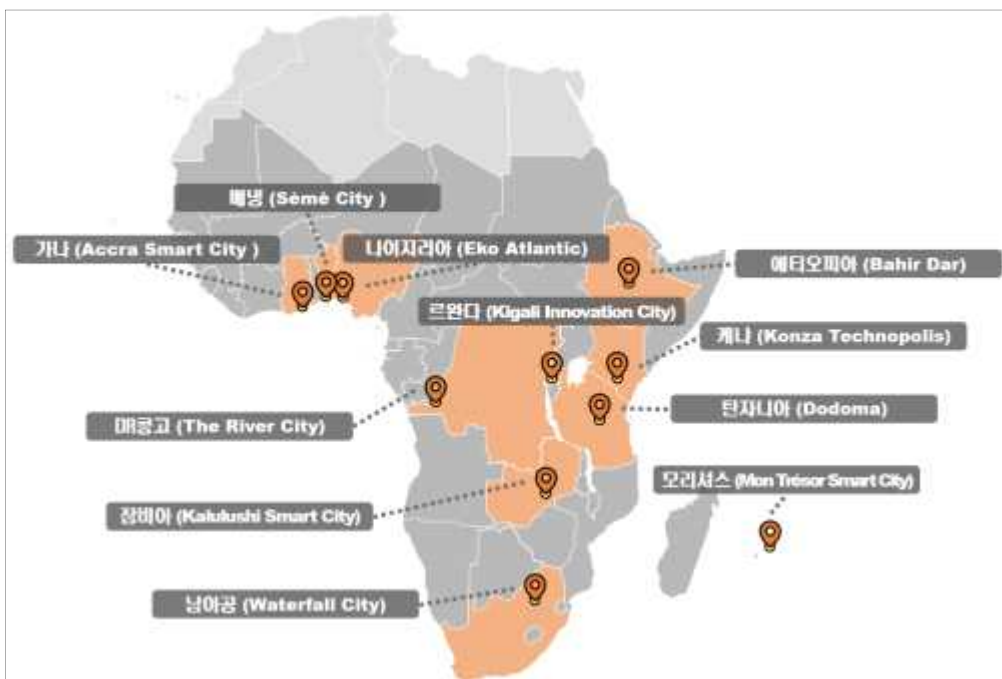 베냉 (Sèmè City )
가나 (Accra Smart City )
나이지리아 (Eko Atlantic)
에티오피아 (Bahir Dar)
르완다 (Kigali Innovation City)
케냐 (Konza Technopolis)
탄자니아 (Dodoma)
DR콩고 (The River City)
모리셔스 (Mon Trésor Smart City)
잠비아 (Kalulushi Smart City)
남아공 (Waterfall City)